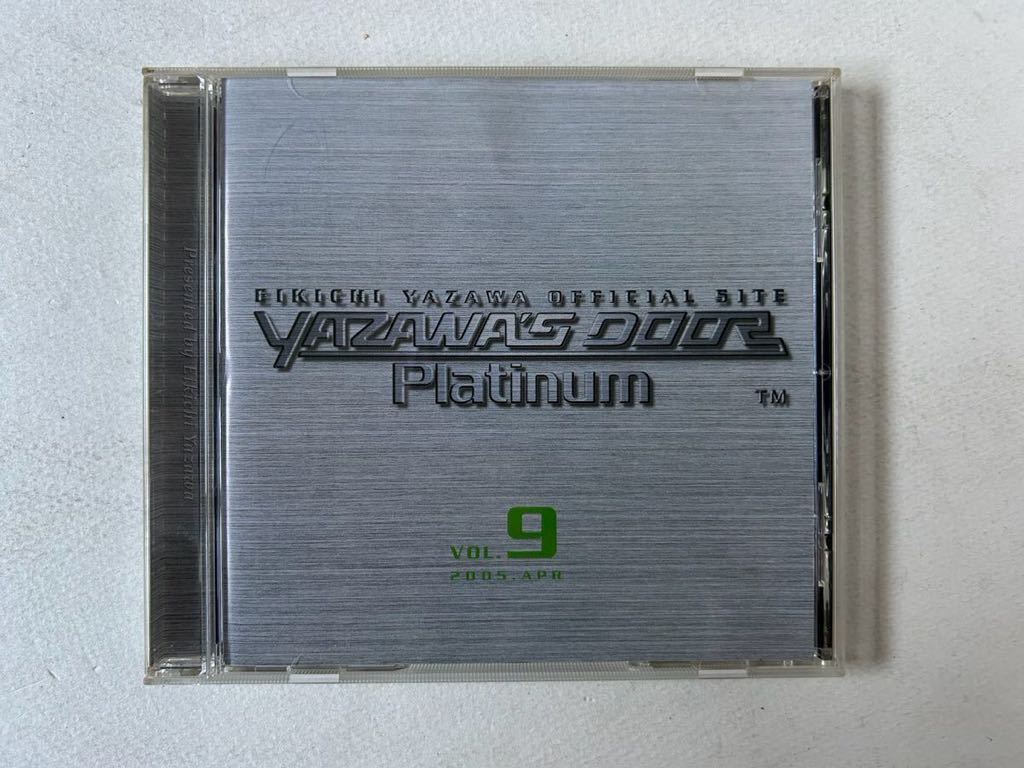 EIKICHI YAZAWA OFFICIAL SITE
YAZAWA'S DOOR
Platinum TM
VOL. 9
2005.APR
Presented by Eikichi Yazawa